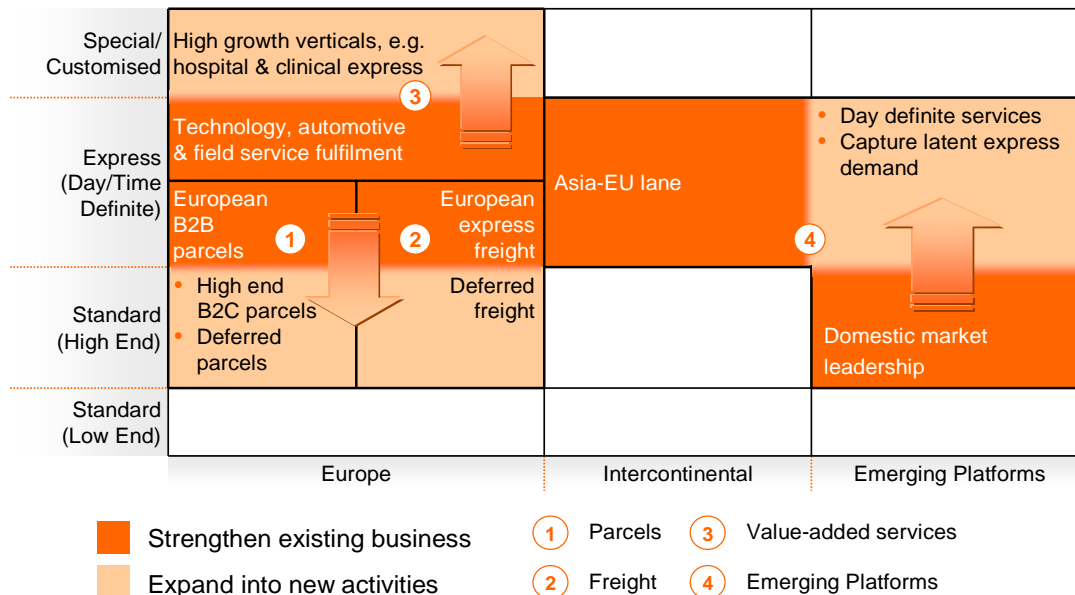 Special/
Customised
High growth verticals, e.g.
hospital & clinical express
3
Technology, automotive
& field service fulfilment
Express
(Day/Time
Definite)
European
B2B
parcels
1
2
European
express
freight
Asia-EU lane
4
• Day definite services
• Capture latent express
demand
Standard
(High End)
• High end
B2C parcels
• Deferred
parcels
Deferred
freight
Domestic market
leadership
Standard
(Low End)
Europe
Intercontinental
Emerging Platforms
Strengthen existing business
Expand into new activities
1 Parcels
2 Freight
3 Value-added services
4 Emerging Platforms